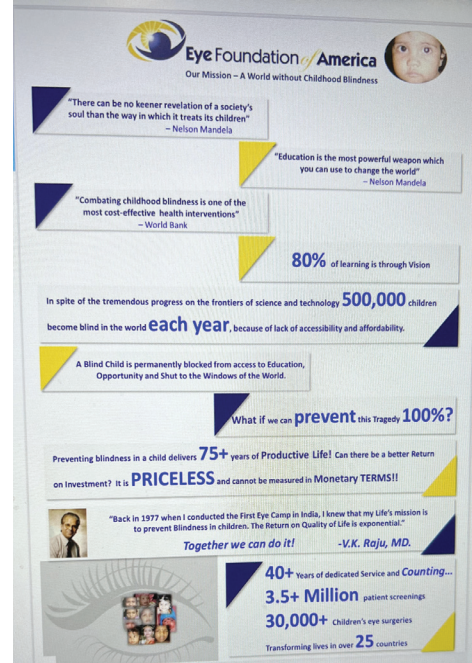 Eye Foundation of America
Our Mission – A World without Childhood Blindness
"There can be no keener revelation of a society's
soul than the way in which it treats its children"
– Nelson Mandela
"Education is the most powerful weapon which
you can use to change the world"
– Nelson Mandela
"Combating childhood blindness is one of the
most cost-effective health interventions"
– World Bank
80% of learning is through Vision
In spite of the tremendous progress on the frontiers of science and technology 500,000 children
become blind in the world each year, because of lack of accessibility and affordability.
A Blind Child is permanently blocked from access to Education,
Opportunity and Shut to the Windows of the World.
What if we can prevent this Tragedy 100%?
Preventing blindness in a child delivers 75+ years of Productive Life! Can there be a better Return
on Investment? It is PRICELESS and cannot be measured in Monetary TERMS!!
"Back in 1977 when I conducted the First Eye Camp in India, I knew that my Life's mission is
to prevent Blindness in children. The Return on Quality of Life is exponential."
Together we can do it! -V.K. Raju, MD.
40+ Years of dedicated Service and Counting...
3.5+ Million patient screenings
30,000+ Children's eye surgeries
Transforming lives in over 25 countries